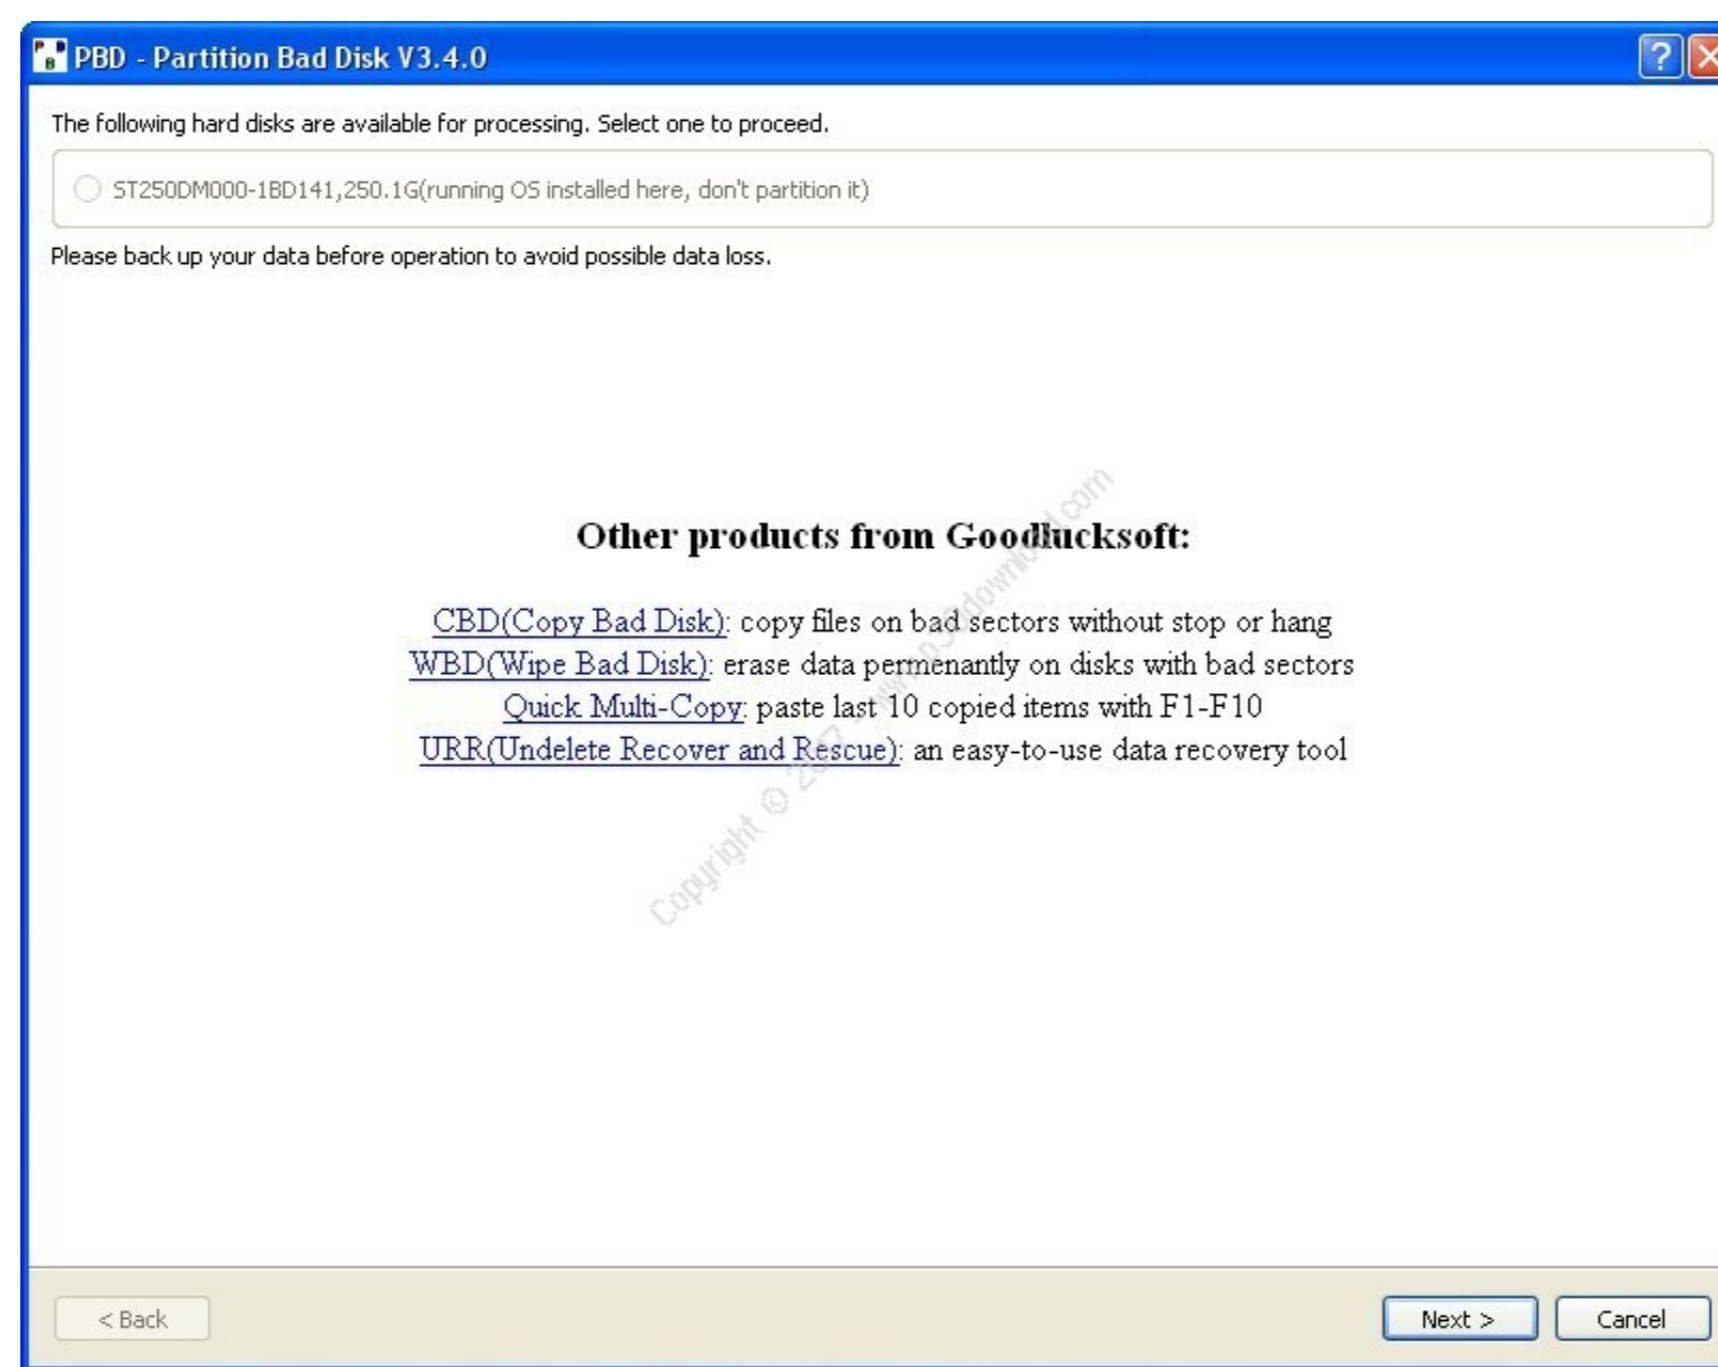 PBD - Partition Bad Disk V3.4.0
The following hard disks are available for processing. Select one to proceed.
ST250DM000-1BD141,250.1G(running OS installed here, don't partition it)
Please back up your data before operation to avoid possible data loss.
Other products from Goodlucksoft:
CBD(Copy Bad Disk): copy files on bad sectors without stop or hang
WBD(Wipe Bad Disk): erase data permenantly on disks with bad sectors
Quick Multi-Copy: paste last 10 copied items with F1-F10
URR(Undelete Recover and Rescue): an easy-to-use data recovery tool
Copyright © 2017
< Back
Next >
Cancel